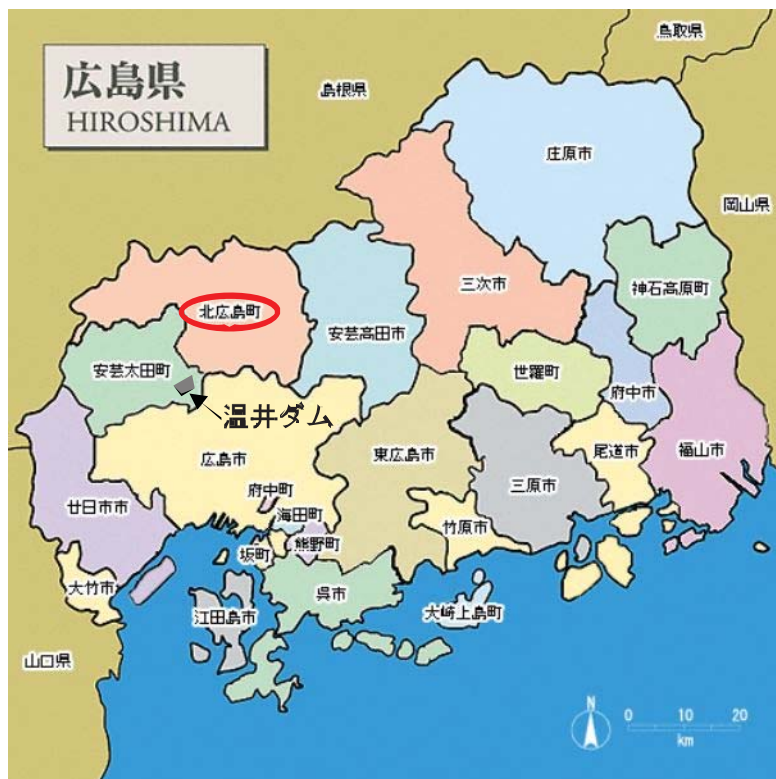 広島県
HIROSHIMA
鳥取県
島根県
庄原市
岡山県
神石高原町
三次市
北広島町
安芸高田市
安芸太田町
世羅町
府中市
温井ダム
広島市
東広島市
三原市
尾道市
福山市
廿日市市
府中町
海田町
熊野町
坂町
竹原市
大竹市
呉市
江田島市
大崎上島町
山口県
N
0 10 20
km